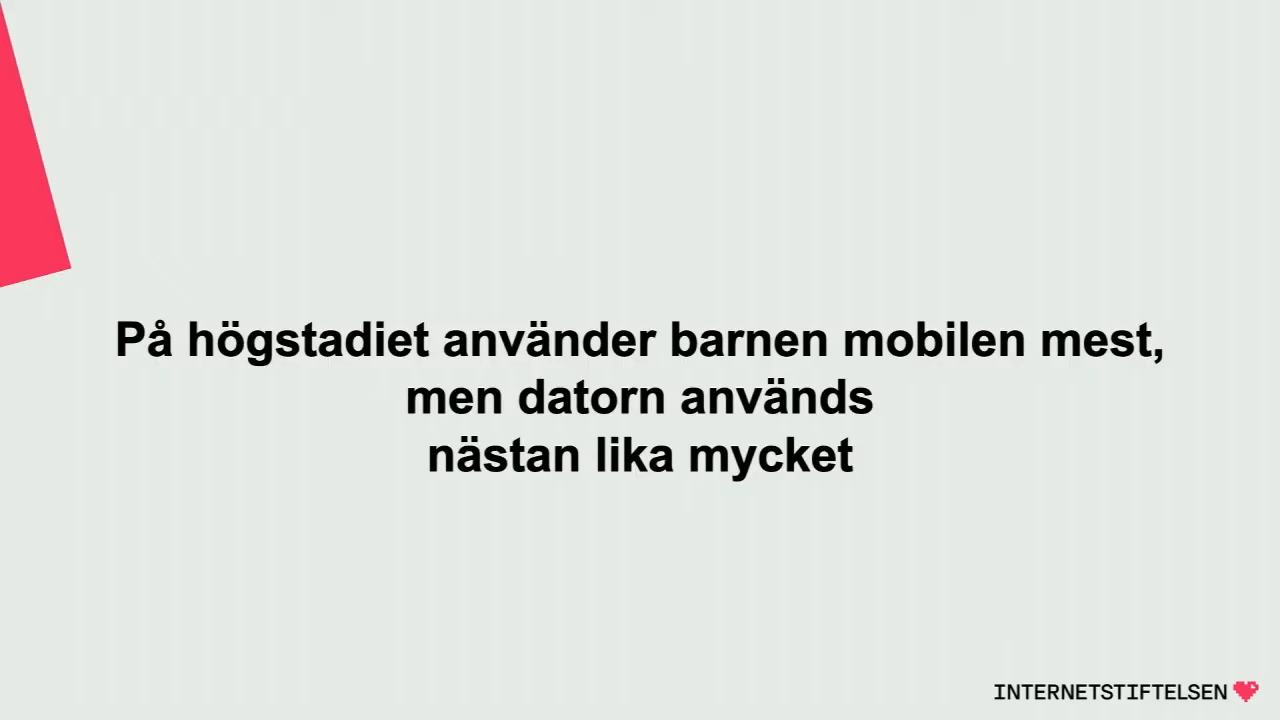 På högstadiet använder barnen mobilen mest,
men datorn används
nästan lika mycket
INTERNETSTIFTELSEN